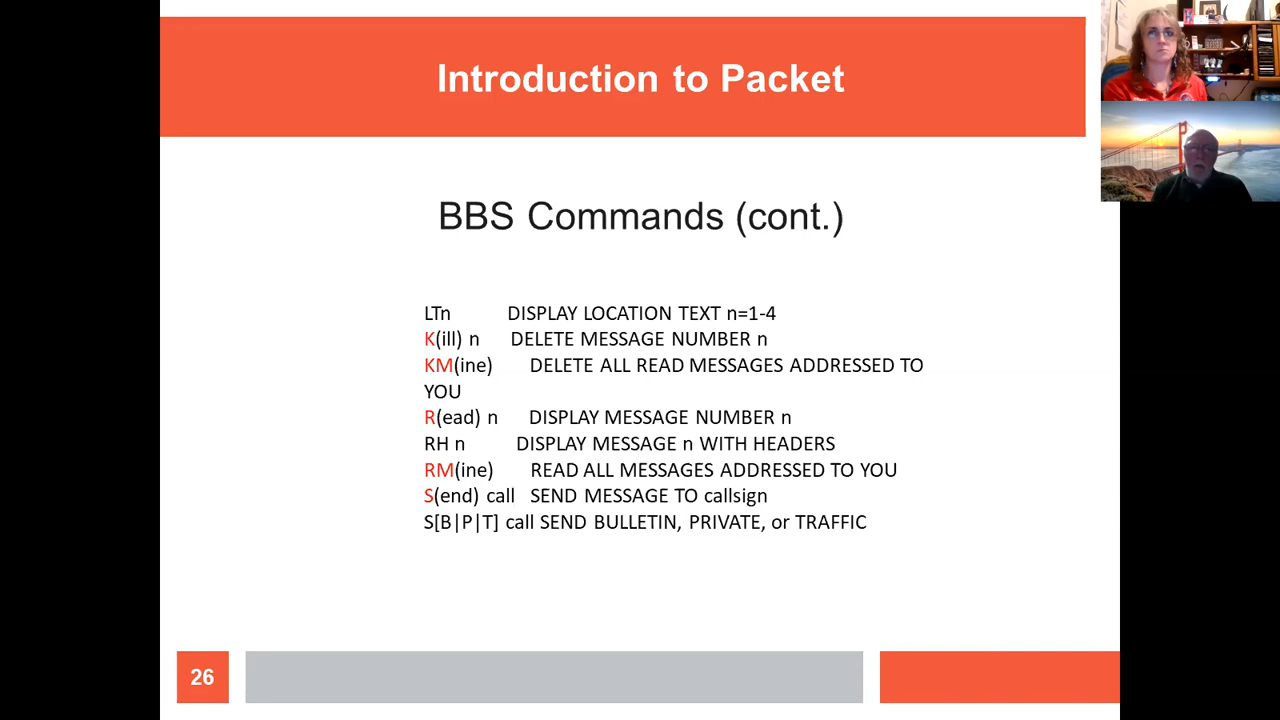 Introduction to Packet
BBS Commands (cont.)
LTn DISPLAY LOCATION TEXT n=1-4
K(ill) n DELETE MESSAGE NUMBER n
KM(ine) DELETE ALL READ MESSAGES ADDRESSED TO
YOU
R(ead) n DISPLAY MESSAGE NUMBER n
RH n DISPLAY MESSAGE n WITH HEADERS
RM(ine) READ ALL MESSAGES ADDRESSED TO YOU
S(end) call SEND MESSAGE TO callsign
S[B|P|T] call SEND BULLETIN, PRIVATE, or TRAFFIC
26